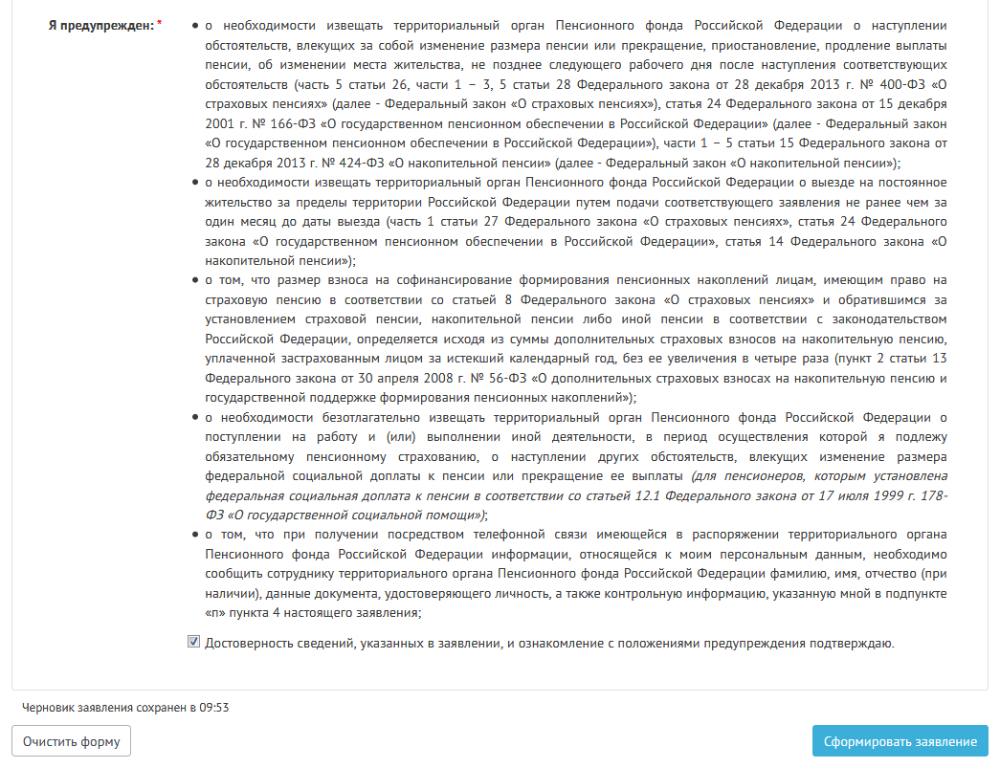 Я предупрежден: *
• о необходимости извещать территориальный орган Пенсионного фонда Российской Федерации о наступлении
обстоятельств, влекущих за собой изменение размера пенсии или прекращение, приостановление, продление выплаты
пенсии, об изменении места жительства, не позднее следующего рабочего дня после наступления соответствующих
обстоятельств (часть 5 статьи 26, части 1 – 3, 5 статьи 28 Федерального закона от 28 декабря 2013 г. № 400-ФЗ «О
страховых пенсиях» (далее - Федеральный закон «О страховых пенсиях»), статья 24 Федерального закона от 15 декабря
2001 г. № 166-ФЗ «О государственном пенсионном обеспечении в Российской Федерации» (далее - Федеральный закон
«О государственном пенсионном обеспечении в Российской Федерации»), части 1 – 5 статьи 15 Федерального закона от
28 декабря 2013 г. № 424-ФЗ «О накопительной пенсии» (далее - Федеральный закон «О накопительной пенсии»);
• о необходимости извещать территориальный орган Пенсионного фонда Российской Федерации о выезде на постоянное
жительство за пределы территории Российской Федерации путем подачи соответствующего заявления не ранее чем за
один месяц до даты выезда (часть 1 статьи 27 Федерального закона «О страховых пенсиях», статья 24 Федерального
закона «О государственном пенсионном обеспечении в Российской Федерации», статья 14 Федерального закона «О
накопительной пенсии»);
• о том, что размер взноса на софинансирование формирования пенсионных накоплений лицам, имеющим право на
страховую пенсию в соответствии со статьей 8 Федерального закона «О страховых пенсиях» и обратившимся за
установлением страховой пенсии, накопительной пенсии либо иной пенсии в соответствии с законодательством
Российской Федерации, определяется исходя из суммы дополнительных страховых взносов на накопительную пенсию,
уплаченной застрахованным лицом за истекший календарный год, без ее увеличения в четыре раза (пункт 2 статьи 13
Федерального закона от 30 апреля 2008 г. № 56-ФЗ «О дополнительных страховых взносах на накопительную пенсию и
государственной поддержке формирования пенсионных накоплений»);
• о необходимости безотлагательно извещать территориальный орган Пенсионного фонда Российской Федерации о
поступлении на работу и (или) выполнении иной деятельности, в период осуществления которой я подлежу
обязательному пенсионному страхованию, о наступлении других обстоятельств, влекущих изменение размера
федеральной социальной доплаты к пенсии или прекращение ее выплаты (для пенсионеров, которым установлена
федеральная социальная доплата к пенсии в соответствии со статьей 12.1 Федерального закона от 17 июля 1999 г. 178-
ФЗ «О государственной социальной помощи»);
• о том, что при получении посредством телефонной связи имеющейся в распоряжении территориального органа
Пенсионного фонда Российской Федерации информации, относящейся к моим персональным данным, необходимо
сообщить сотруднику территориального органа Пенсионного фонда Российской Федерации фамилию, имя, отчество (при
наличии), данные документа, удостоверяющего личность, а также контрольную информацию, указанную мной в подпункте
«п» пункта 4 настоящего заявления;
Достоверность сведений, указанных в заявлении, и ознакомление с положениями предупреждения подтверждаю.
Черновик заявления сохранен в 09:53
Очистить форму
Сформировать заявление